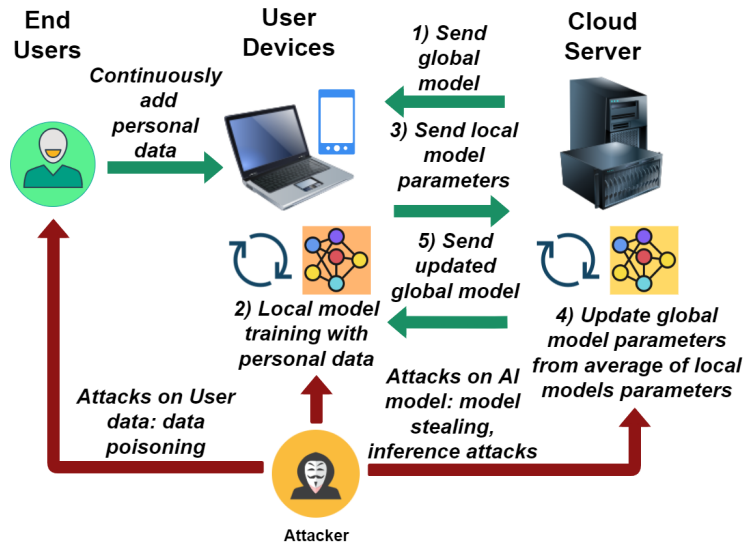 End
Users
User
Devices
Cloud
Server
Continuously
add
personal
data
1) Send
global
model
3) Send local
model
parameters
5) Send
updated
global model
2) Local model
training with
personal data
4) Update global
model parameters
from average of local
models parameters
Attacks on User
data: data
poisoning
Attacks on AI
model: model
stealing,
inference attacks
Attacker